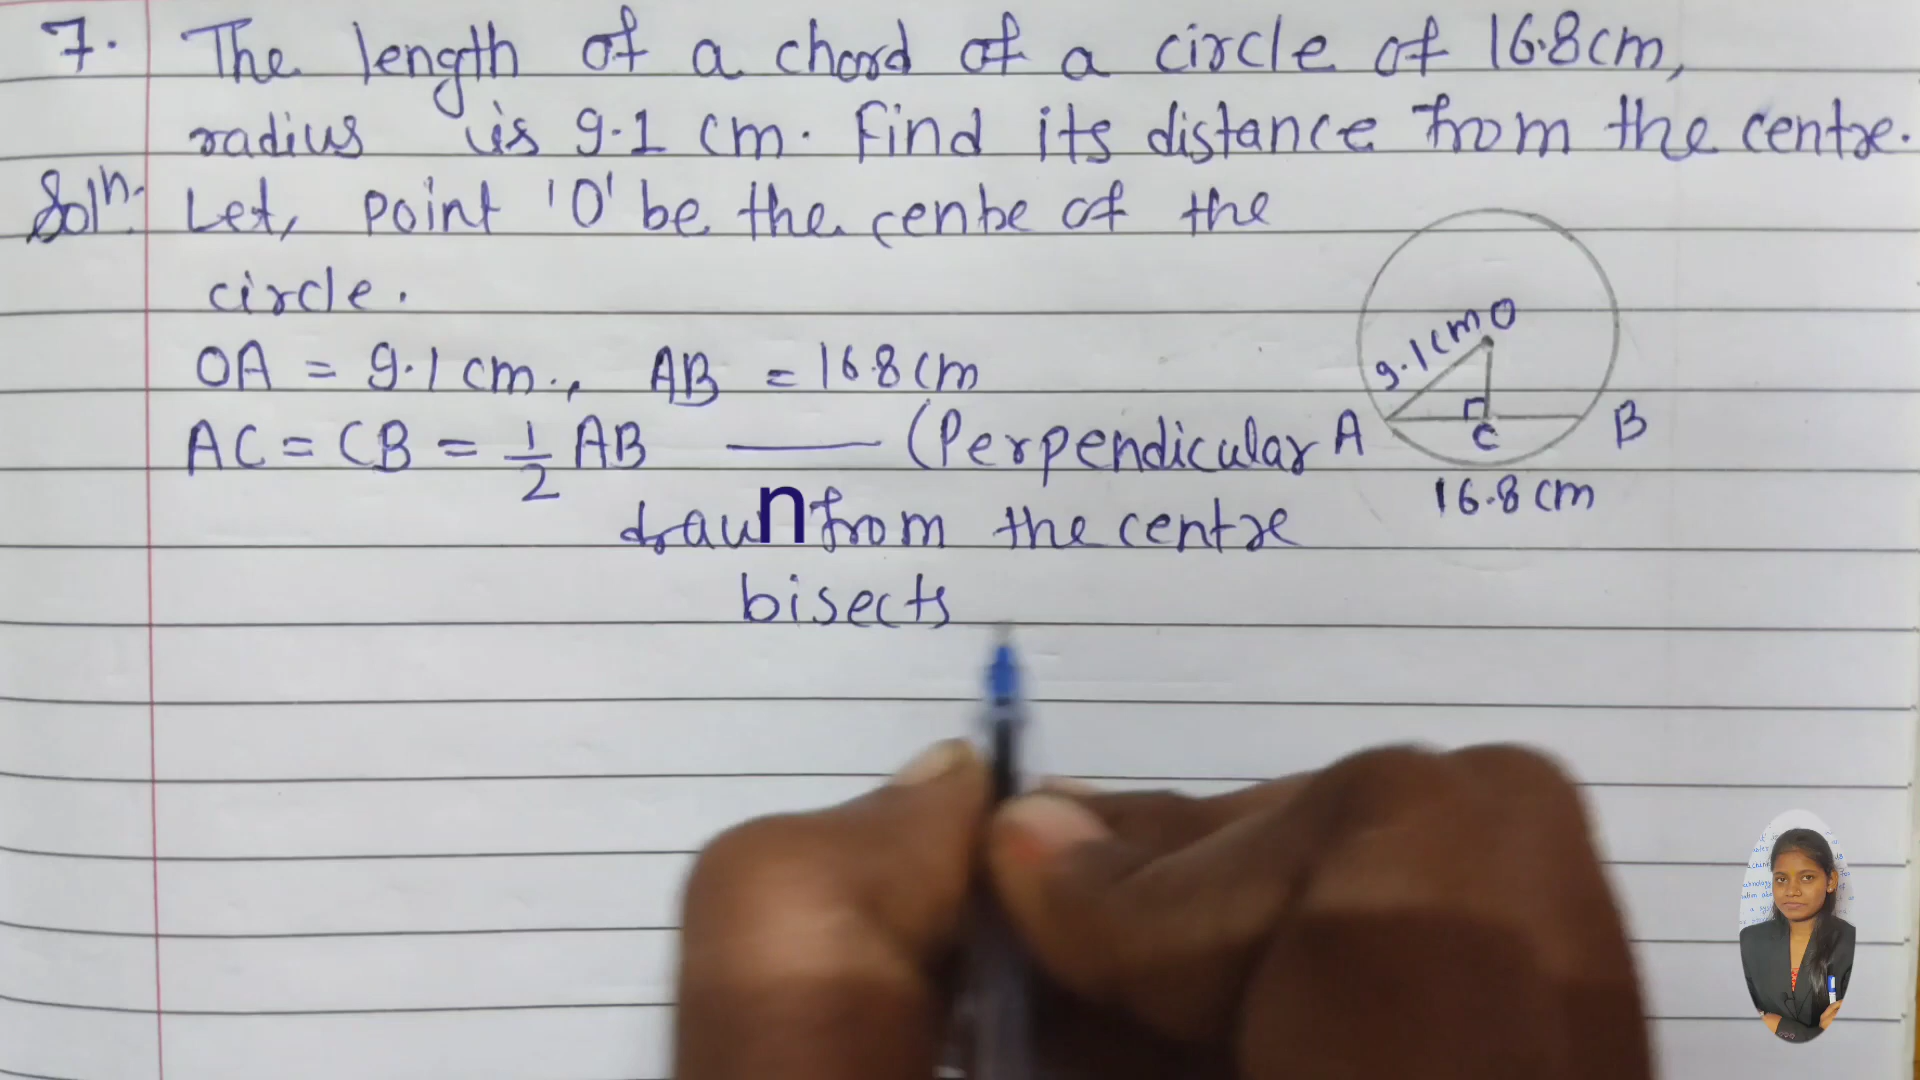 7. The length of a chord of a circle of 16.8cm,
radius is 9.1 cm. Find its distance from the centre.
Soln. Let, point 'O' be the centre of the
circle.
OA = 9.1 cm., AB = 16.8 cm
AC = CB = 1/2 AB —— (Perpendicular
drawn from the centre
bisects
9.1cm O
A C B
16.8 cm